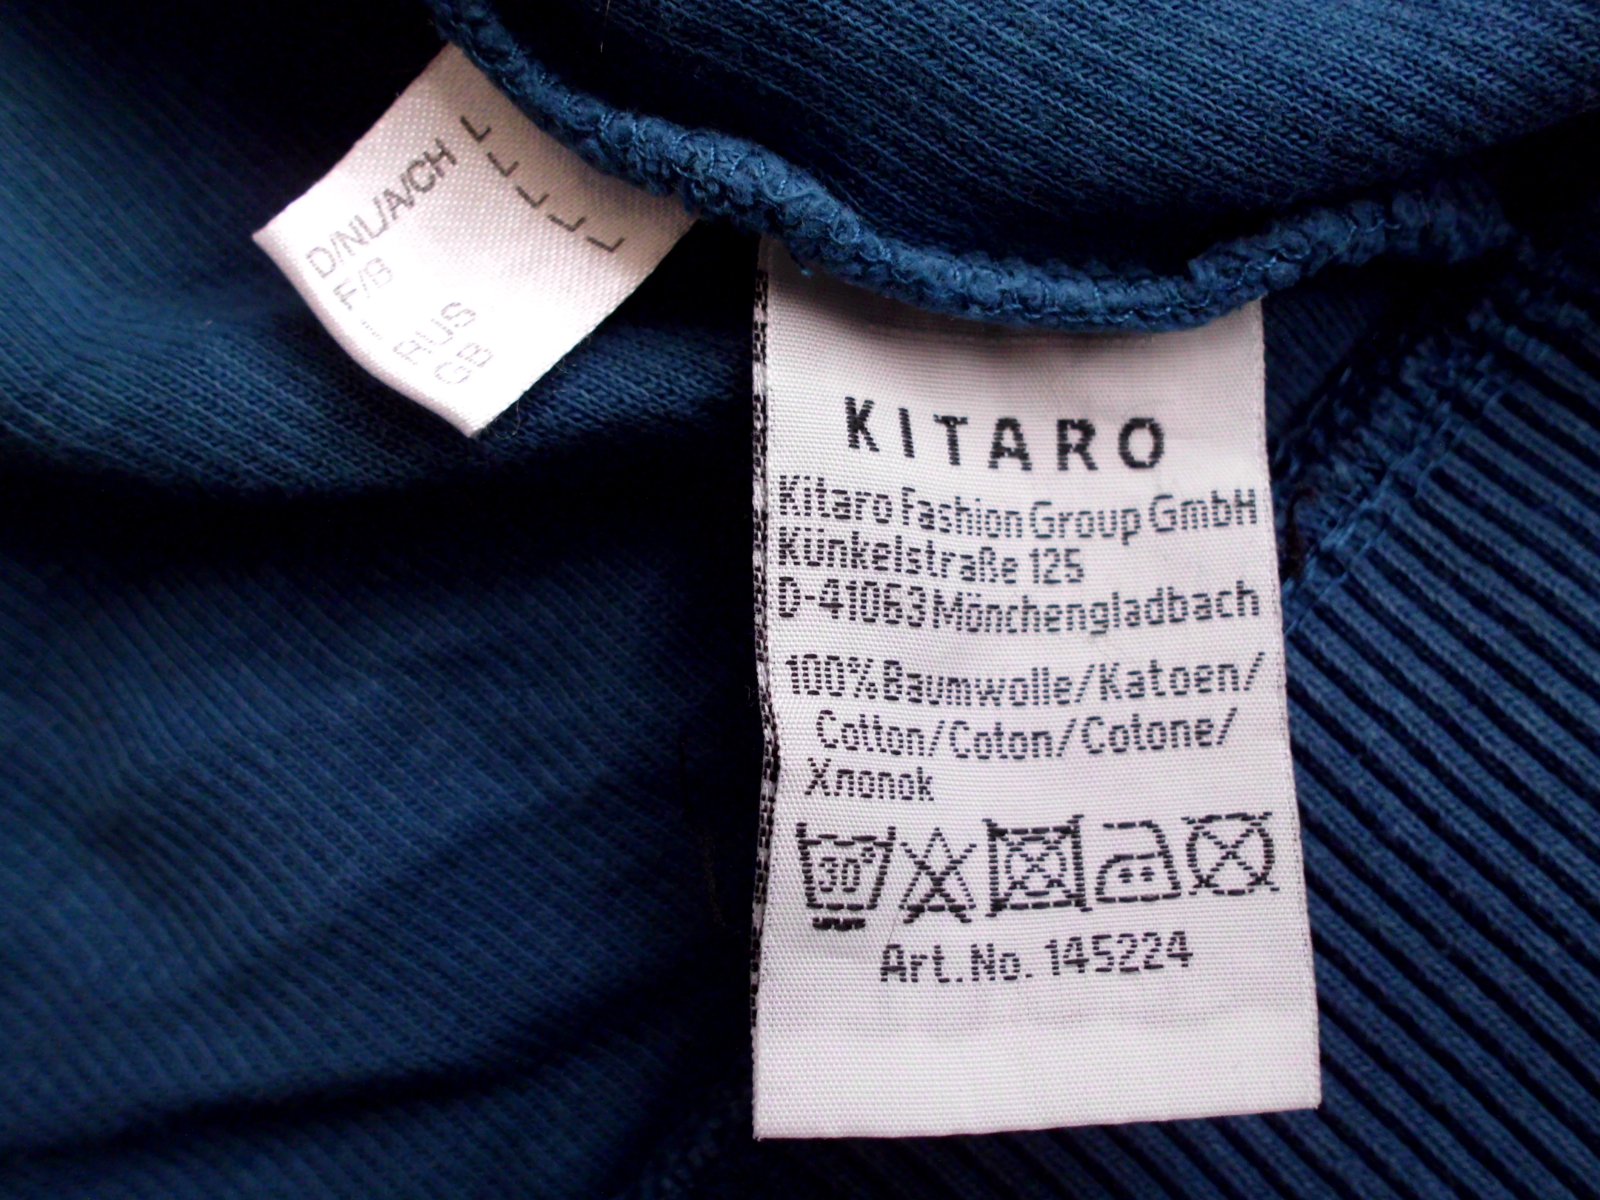 D/NL/A/CH L
F/B L
I L
RUS L
GB L
KITARO
Kitaro Fashion Group GmbH
Künkelstraße 125
D-41063 Mönchengladbach
100% Baumwolle/Katoen/
Cotton/Coton/Cotone/
Хлопок
30°
Art.No. 145224